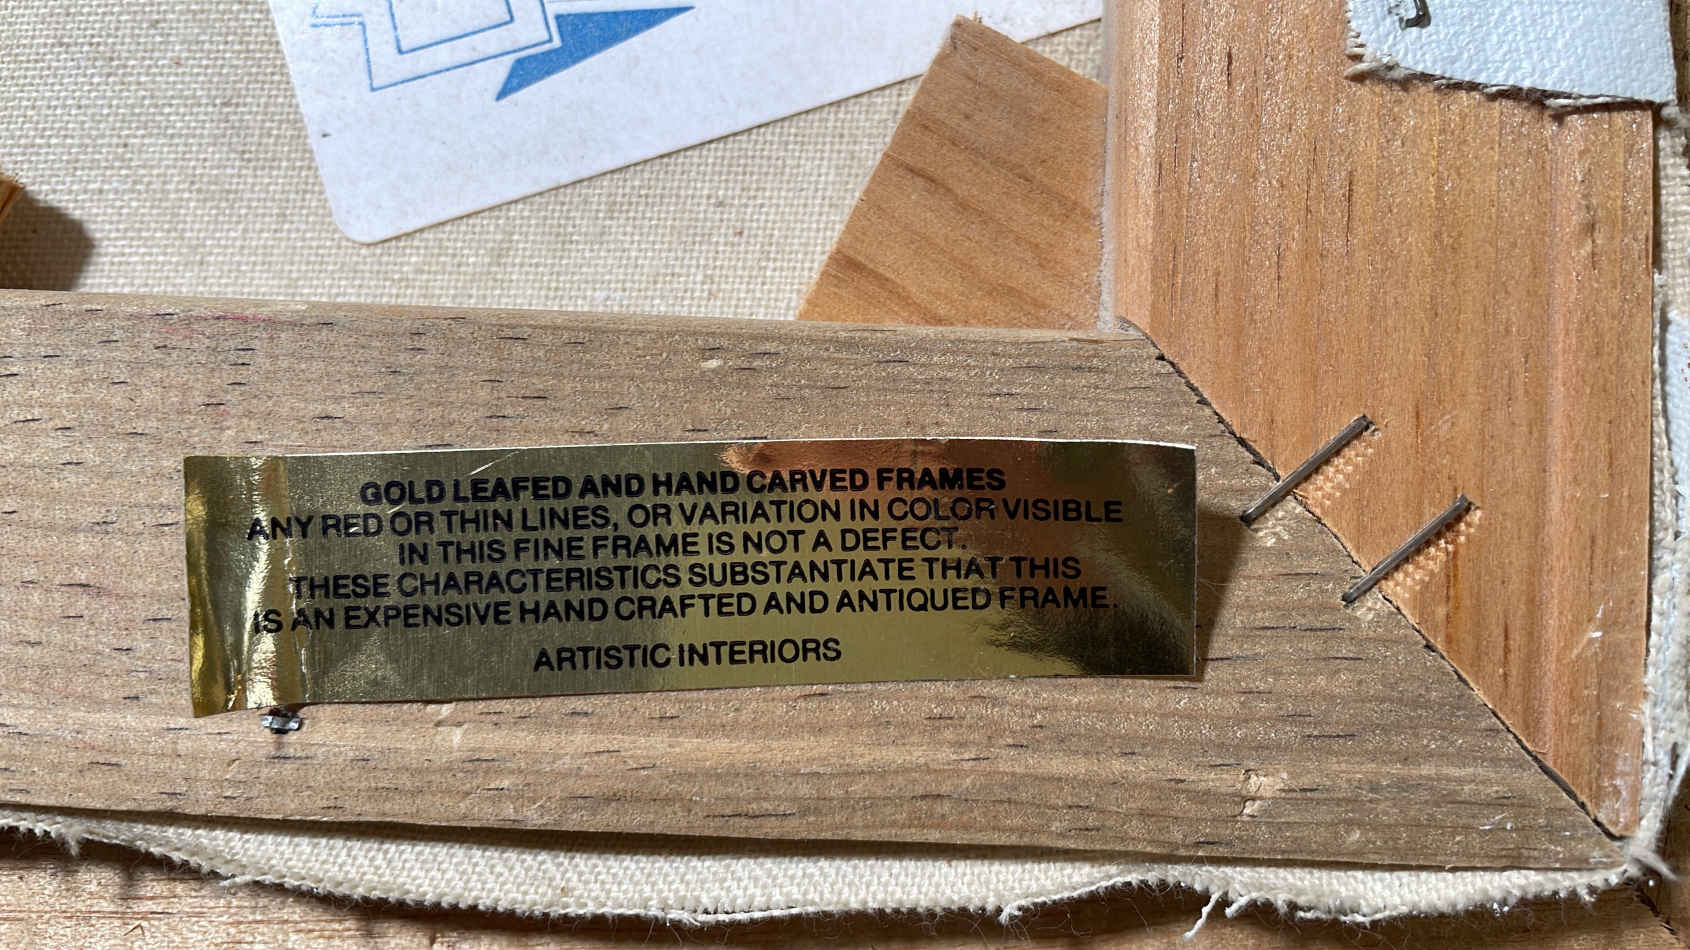 GOLD LEAFED AND HAND CARVED FRAMES
ANY RED OR THIN LINES, OR VARIATION IN COLOR VISIBLE
IN THIS FINE FRAME IS NOT A DEFECT.
THESE CHARACTERISTICS SUBSTANTIATE THAT THIS
IS AN EXPENSIVE HAND CRAFTED AND ANTIQUED FRAME.
ARTISTIC INTERIORS